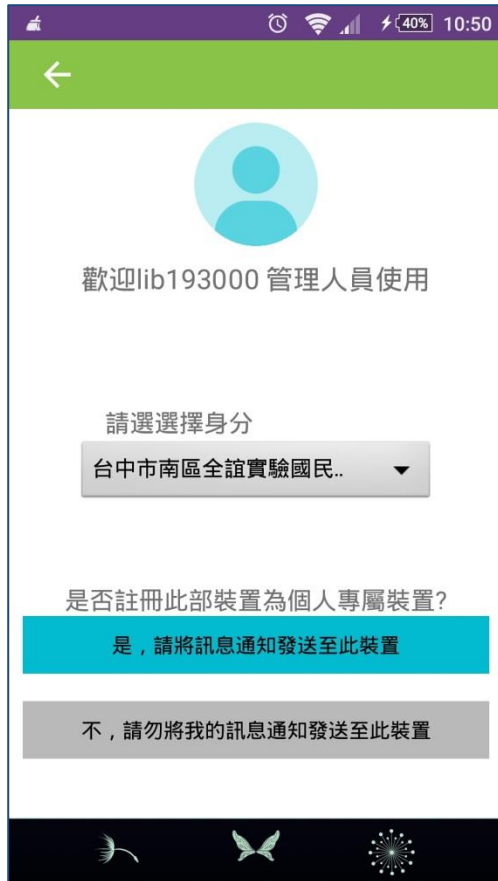 40% 10:50
歡迎lib193000 管理人員使用
請選選擇身分
台中市南區全誼實驗國民..
是否註冊此部裝置為個人專屬裝置?
是，請將訊息通知發送至此裝置
不，請勿將我的訊息通知發送至此裝置